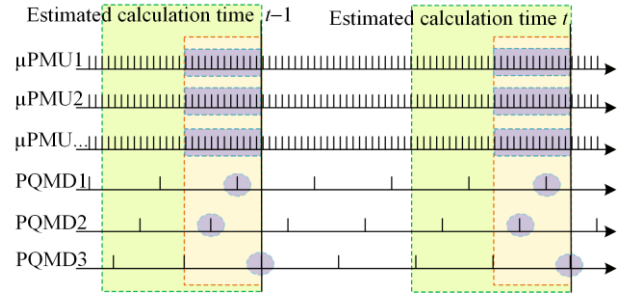 Estimated calculation time t−1
Estimated calculation time t
μPMU1
μPMU2
μPMU...
PQMD1
PQMD2
PQMD3